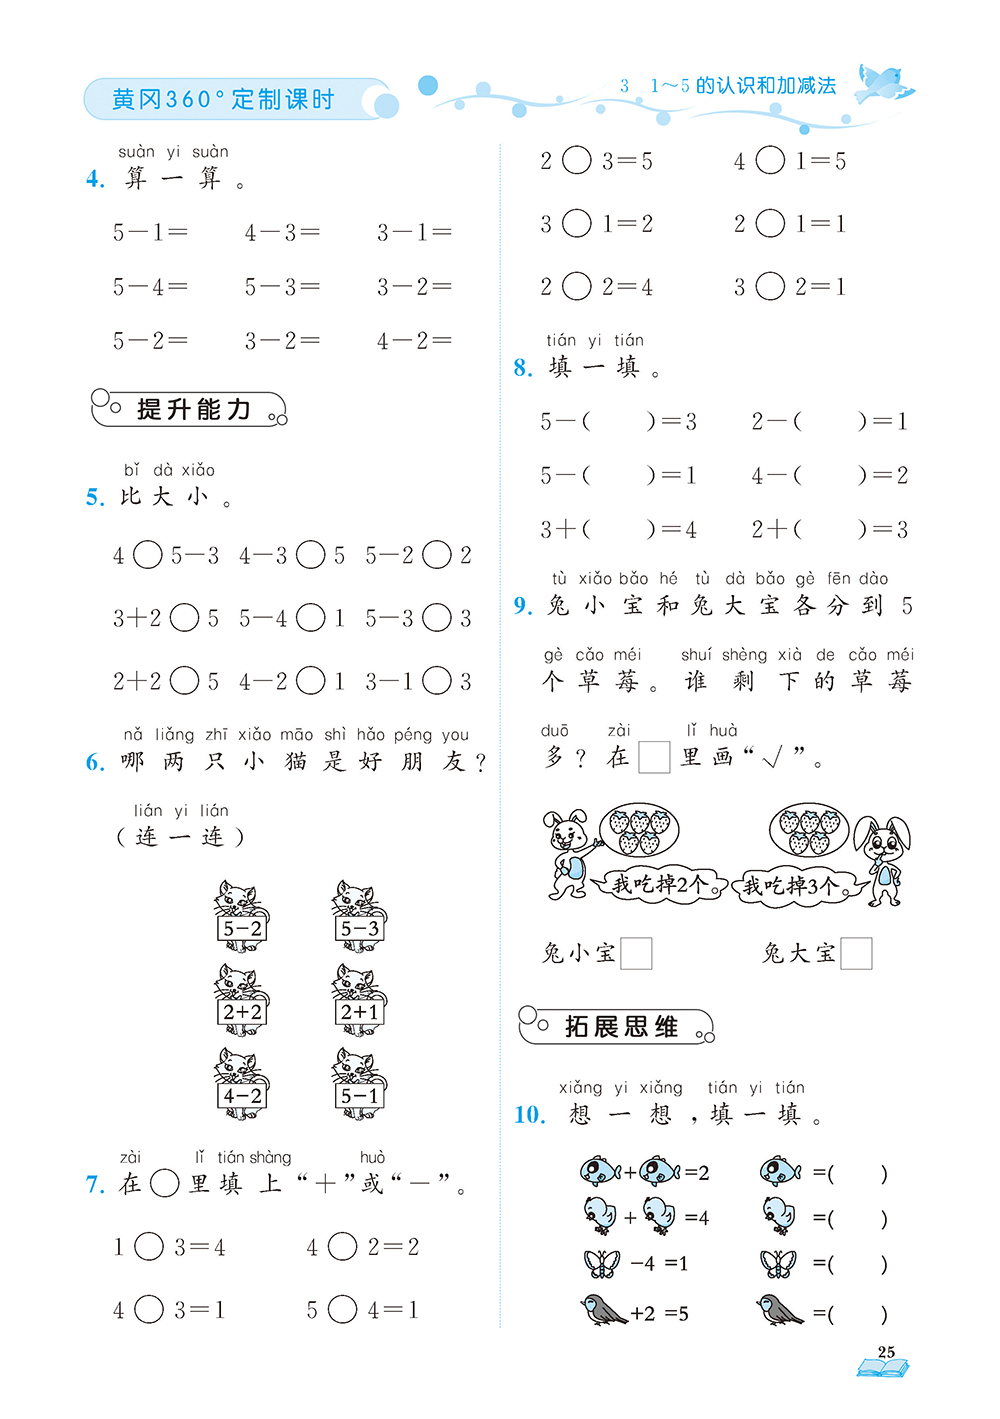 黄冈360°定制课时
3 1～5的认识和加减法
suàn yi suàn
4. 算一算。
5－1＝ 4－3＝ 3－1＝
5－4＝ 5－3＝ 3－2＝
5－2＝ 3－2＝ 4－2＝
提升能力
bǐ dà xiǎo
5. 比大小。
4○5－3 4－3○5 5－2○2
3＋2○5 5－4○1 5－3○3
2＋2○5 4－2○1 3－1○3
nǎ liǎng zhī xiǎo māo shì hǎo péng you
6. 哪两只小猫是好朋友？
lián yi lián
（连一连）
5－2 5－3
2＋2 2＋1
4－2 5－1
zài lǐ tián shàng huò
7. 在○里填上“＋”或“－”。
1○3＝4 4○2＝2
4○3＝1 5○4＝1
2○3＝5 4○1＝5
3○1＝2 2○1＝1
2○2＝4 3○2＝1
tián yi tián
8. 填一填。
5－( )＝3 2－( )＝1
5－( )＝1 4－( )＝2
3＋( )＝4 2＋( )＝3
tù xiǎo bǎo hé tù dà bǎo gè fēn dào
9. 兔小宝和兔大宝各分到5
gè cǎo méi shuí shèng xià de cǎo méi
个草莓。谁剩下的草莓
duō zài lǐ huà
多？在□里画“√”。
我吃掉2个。 我吃掉3个。
兔小宝□ 兔大宝□
拓展思维
xiǎng yi xiǎng tián yi tián
10. 想一想，填一填。
＋ ＝2 ＝( )
＋ ＝4 ＝( )
－4＝1 ＝( )
＋2＝5 ＝( )
25